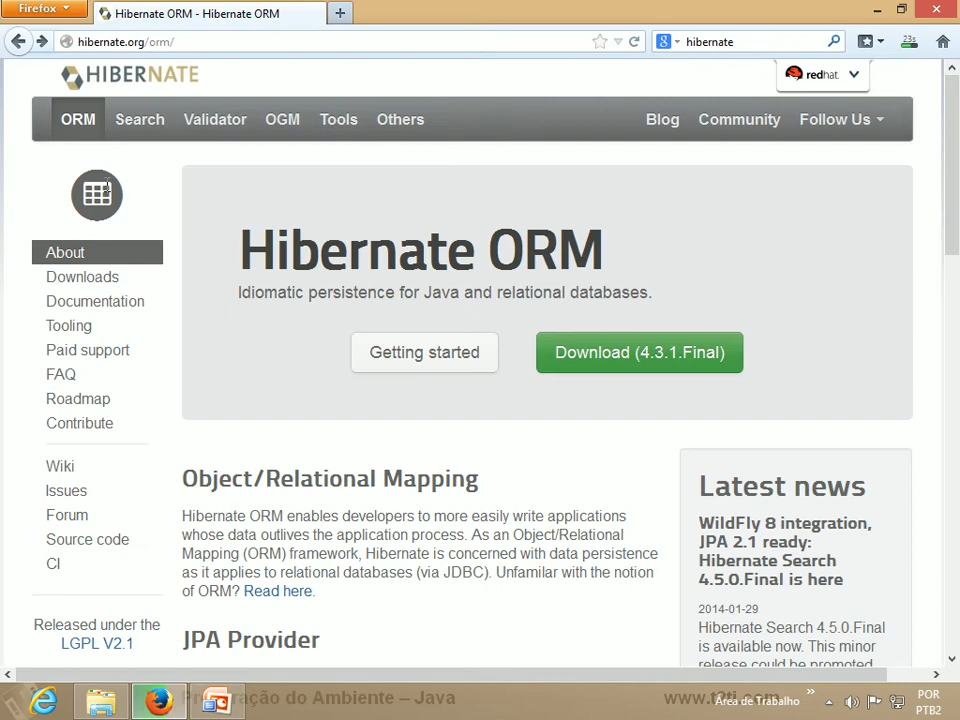 Firefox
Hibernate ORM - Hibernate ORM
hibernate.org/orm/
hibernate
23s
HIBERNATE
redhat.
ORM Search Validator OGM Tools Others Blog Community Follow Us
About
Downloads
Documentation
Tooling
Paid support
FAQ
Roadmap
Contribute
Wiki
Issues
Forum
Source code
CI
Released under the
LGPL V2.1
Hibernate ORM
Idiomatic persistence for Java and relational databases.
Getting started
Download (4.3.1.Final)
Object/Relational Mapping
Hibernate ORM enables developers to more easily write applications
whose data outlives the application process. As an Object/Relational
Mapping (ORM) framework, Hibernate is concerned with data persistence
as it applies to relational databases (via JDBC). Unfamilar with the notion
of ORM? Read here.
JPA Provider
Latest news
WildFly 8 integration,
JPA 2.1 ready:
Hibernate Search
4.5.0.Final is here
2014-01-29
Hibernate Search 4.5.0.Final
is available now. This minor
release could be promoted
do Ambiente – Java
Área de Trabalho
POR
PTB2